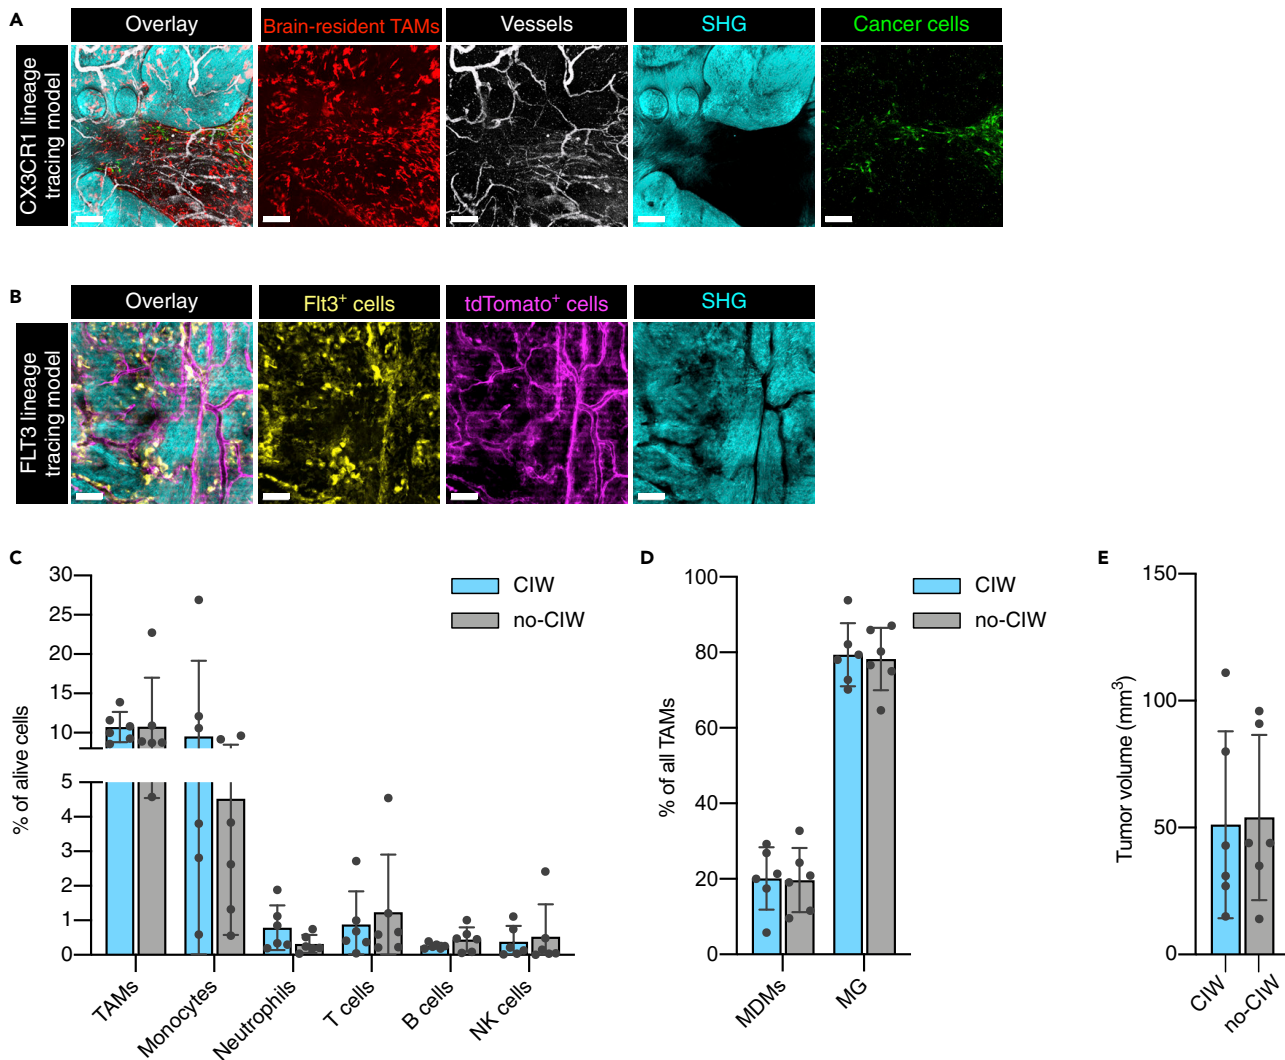 A
Overlay
Brain-resident TAMs
Vessels
SHG
Cancer cells
CX3CR1 lineage
tracing model
B
Overlay
Flt3⁺ cells
tdTomato⁺ cells
SHG
FLT3 lineage
tracing model
C
30
25
20
15
10
5
4
3
2
1
0
% of alive cells
CIW
no-CIW
TAMs
Monocytes
Neutrophils
T cells
B cells
NK cells
D
100
80
60
40
20
0
% of all TAMs
CIW
no-CIW
MDMs
MG
E
150
100
50
0
Tumor volume (mm³)
CIW
no-CIW